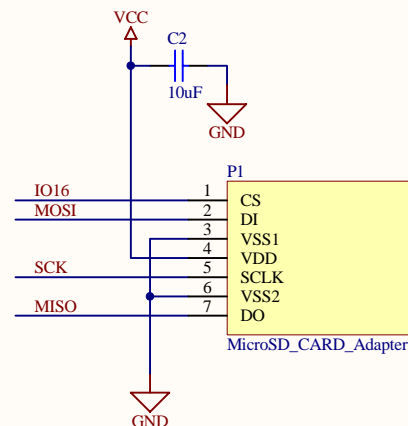 VCC
C2
10uF
GND
P1
IO16 1 CS
MOSI 2 DI
3 VSS1
4 VDD
SCK 5 SCLK
6 VSS2
MISO 7 DO
MicroSD_CARD_Adapter
GND